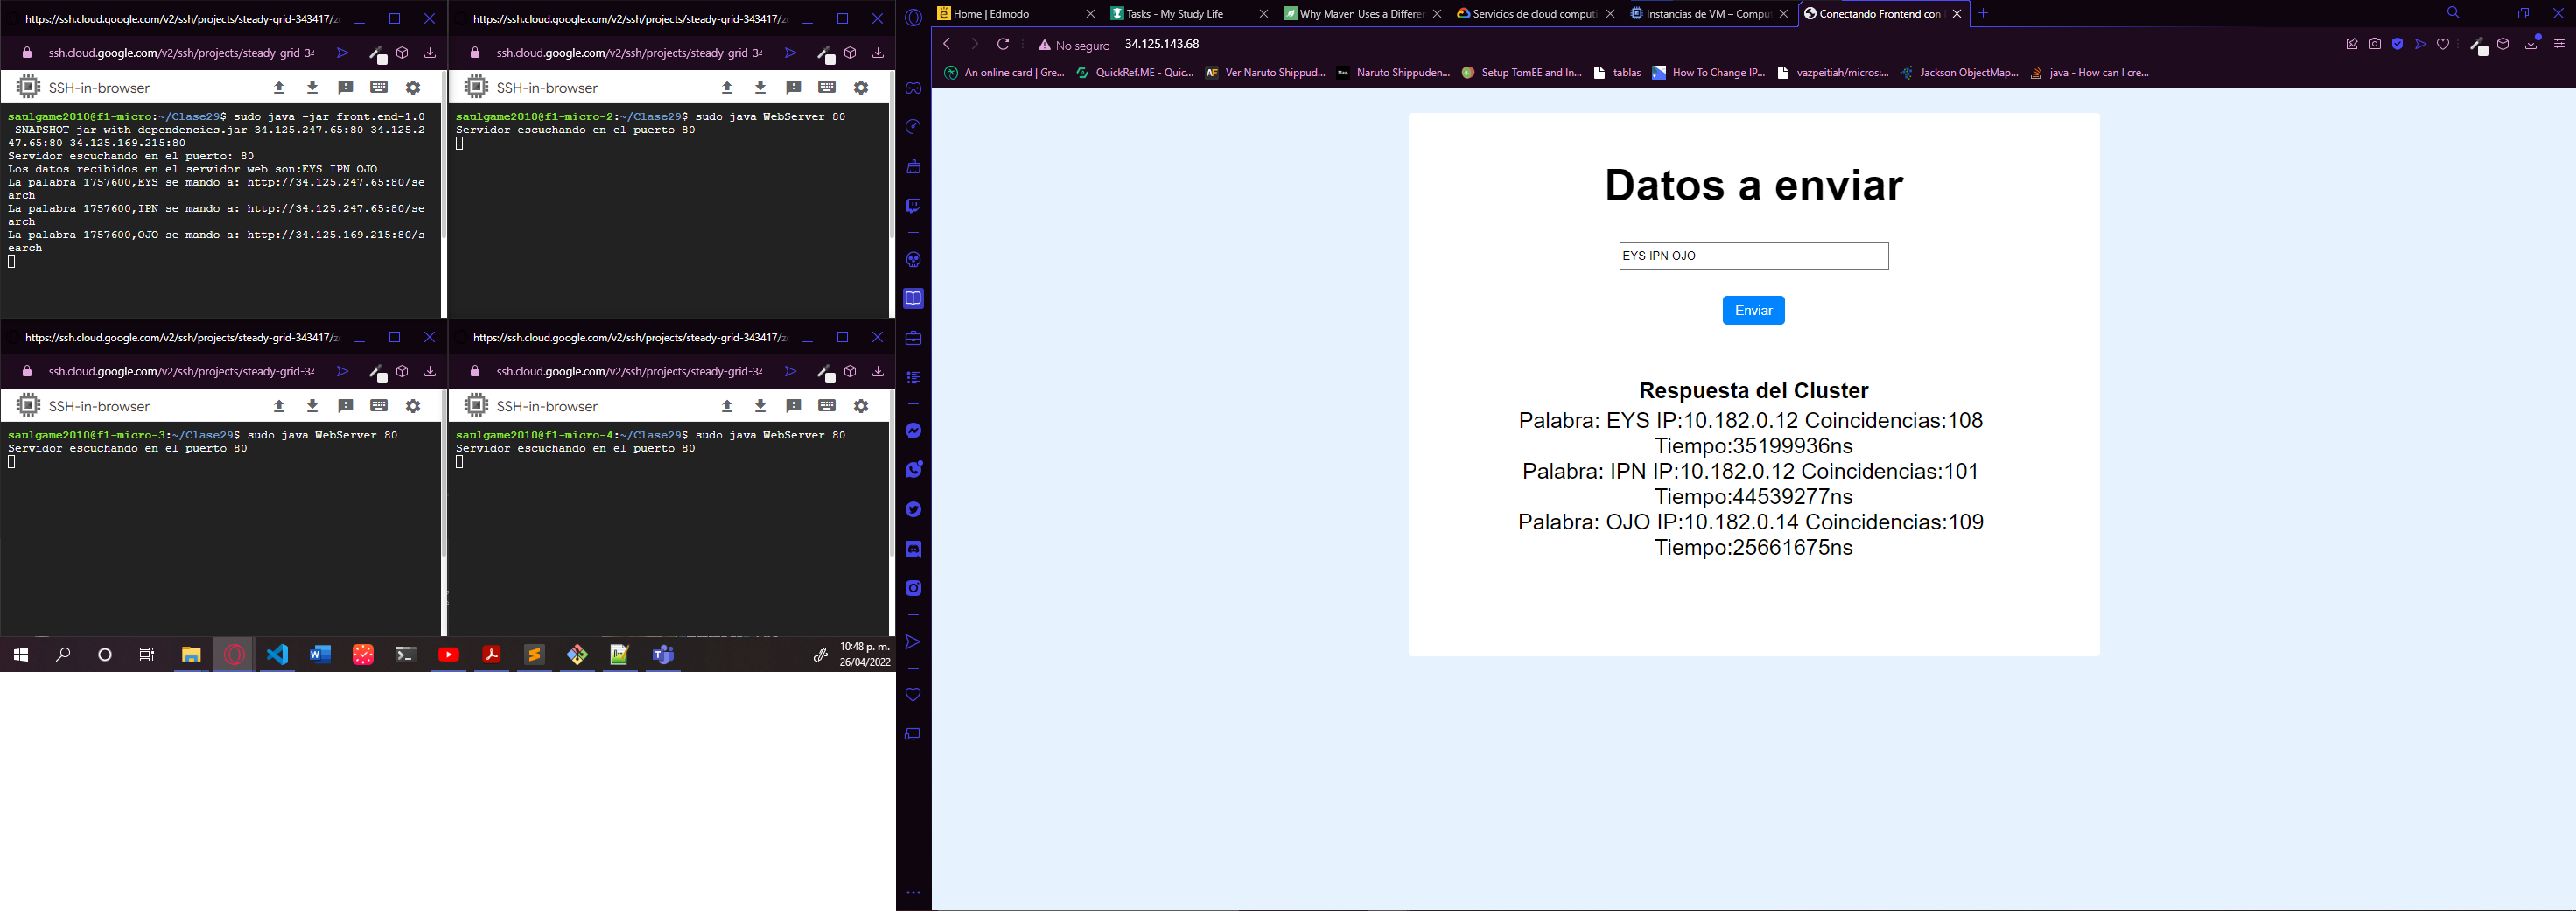 https://ssh.cloud.google.com/v2/ssh/projects/steady-grid-343417/zo
ssh.cloud.google.com/v2/ssh/projects/steady-grid-34
SSH-in-browser
saulgame2010@f1-micro:~/Clase29$ sudo java -jar front.end-1.0
-SNAPSHOT-jar-with-dependencies.jar 34.125.247.65:80 34.125.2
47.65:80 34.125.169.215:80
Servidor escuchando en el puerto: 80
Los datos recibidos en el servidor web son:EYS IPN OJO
La palabra 1757600,EYS se mando a: http://34.125.247.65:80/se
arch
La palabra 1757600,IPN se mando a: http://34.125.247.65:80/se
arch
La palabra 1757600,OJO se mando a: http://34.125.169.215:80/s
earch
https://ssh.cloud.google.com/v2/ssh/projects/steady-grid-343417/zo
ssh.cloud.google.com/v2/ssh/projects/steady-grid-34
SSH-in-browser
saulgame2010@f1-micro-2:~/Clase29$ sudo java WebServer 80
Servidor escuchando en el puerto 80
https://ssh.cloud.google.com/v2/ssh/projects/steady-grid-343417/zo
ssh.cloud.google.com/v2/ssh/projects/steady-grid-34
SSH-in-browser
saulgame2010@f1-micro-3:~/Clase29$ sudo java WebServer 80
Servidor escuchando en el puerto 80
https://ssh.cloud.google.com/v2/ssh/projects/steady-grid-343417/zo
ssh.cloud.google.com/v2/ssh/projects/steady-grid-34
SSH-in-browser
saulgame2010@f1-micro-4:~/Clase29$ sudo java WebServer 80
Servidor escuchando en el puerto 80
10:48 p. m.
26/04/2022
Home | Edmodo
Tasks - My Study Life
Why Maven Uses a Differen
Servicios de cloud computi
Instancias de VM – Comput
Conectando Frontend con
No seguro 34.125.143.68
An online card | Gre...
QuickRef.ME - Quic...
Ver Naruto Shippud...
Naruto Shippuden...
Setup TomEE and In...
tablas
How To Change IP...
vazpeitiah/micros:...
Jackson ObjectMap...
java - How can I cre...
Datos a enviar
EYS IPN OJO
Enviar
Respuesta del Cluster
Palabra: EYS IP:10.182.0.12 Coincidencias:108
Tiempo:35199936ns
Palabra: IPN IP:10.182.0.12 Coincidencias:101
Tiempo:44539277ns
Palabra: OJO IP:10.182.0.14 Coincidencias:109
Tiempo:25661675ns